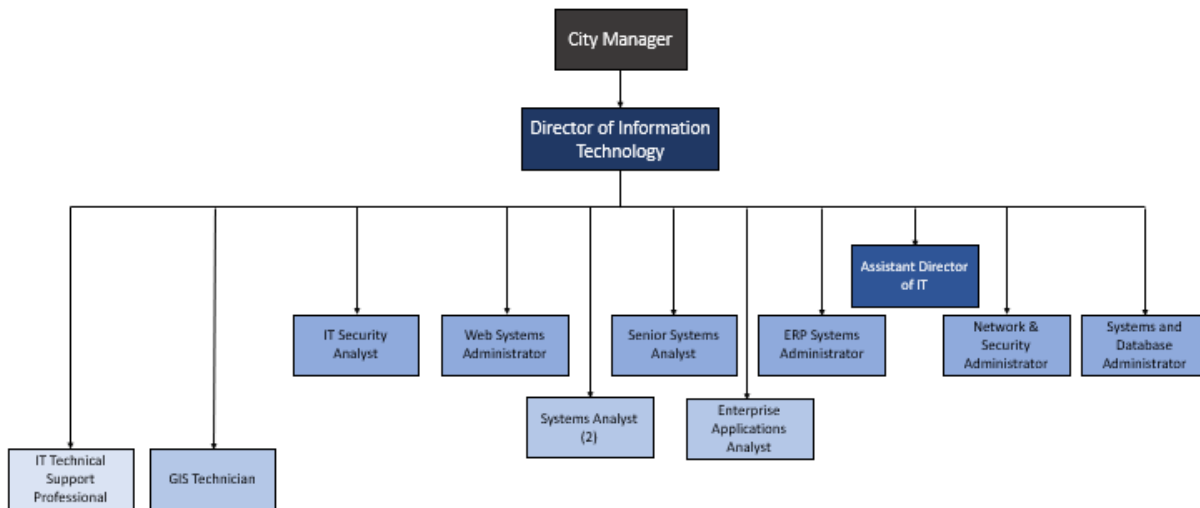 City Manager
Director of Information
Technology
Assistant Director
of IT
IT Security
Analyst
Web Systems
Administrator
Senior Systems
Analyst
ERP Systems
Administrator
Network &
Security
Administrator
Systems and
Database
Administrator
Systems Analyst
(2)
Enterprise
Applications
Analyst
IT Technical
Support
Professional
GIS Technician